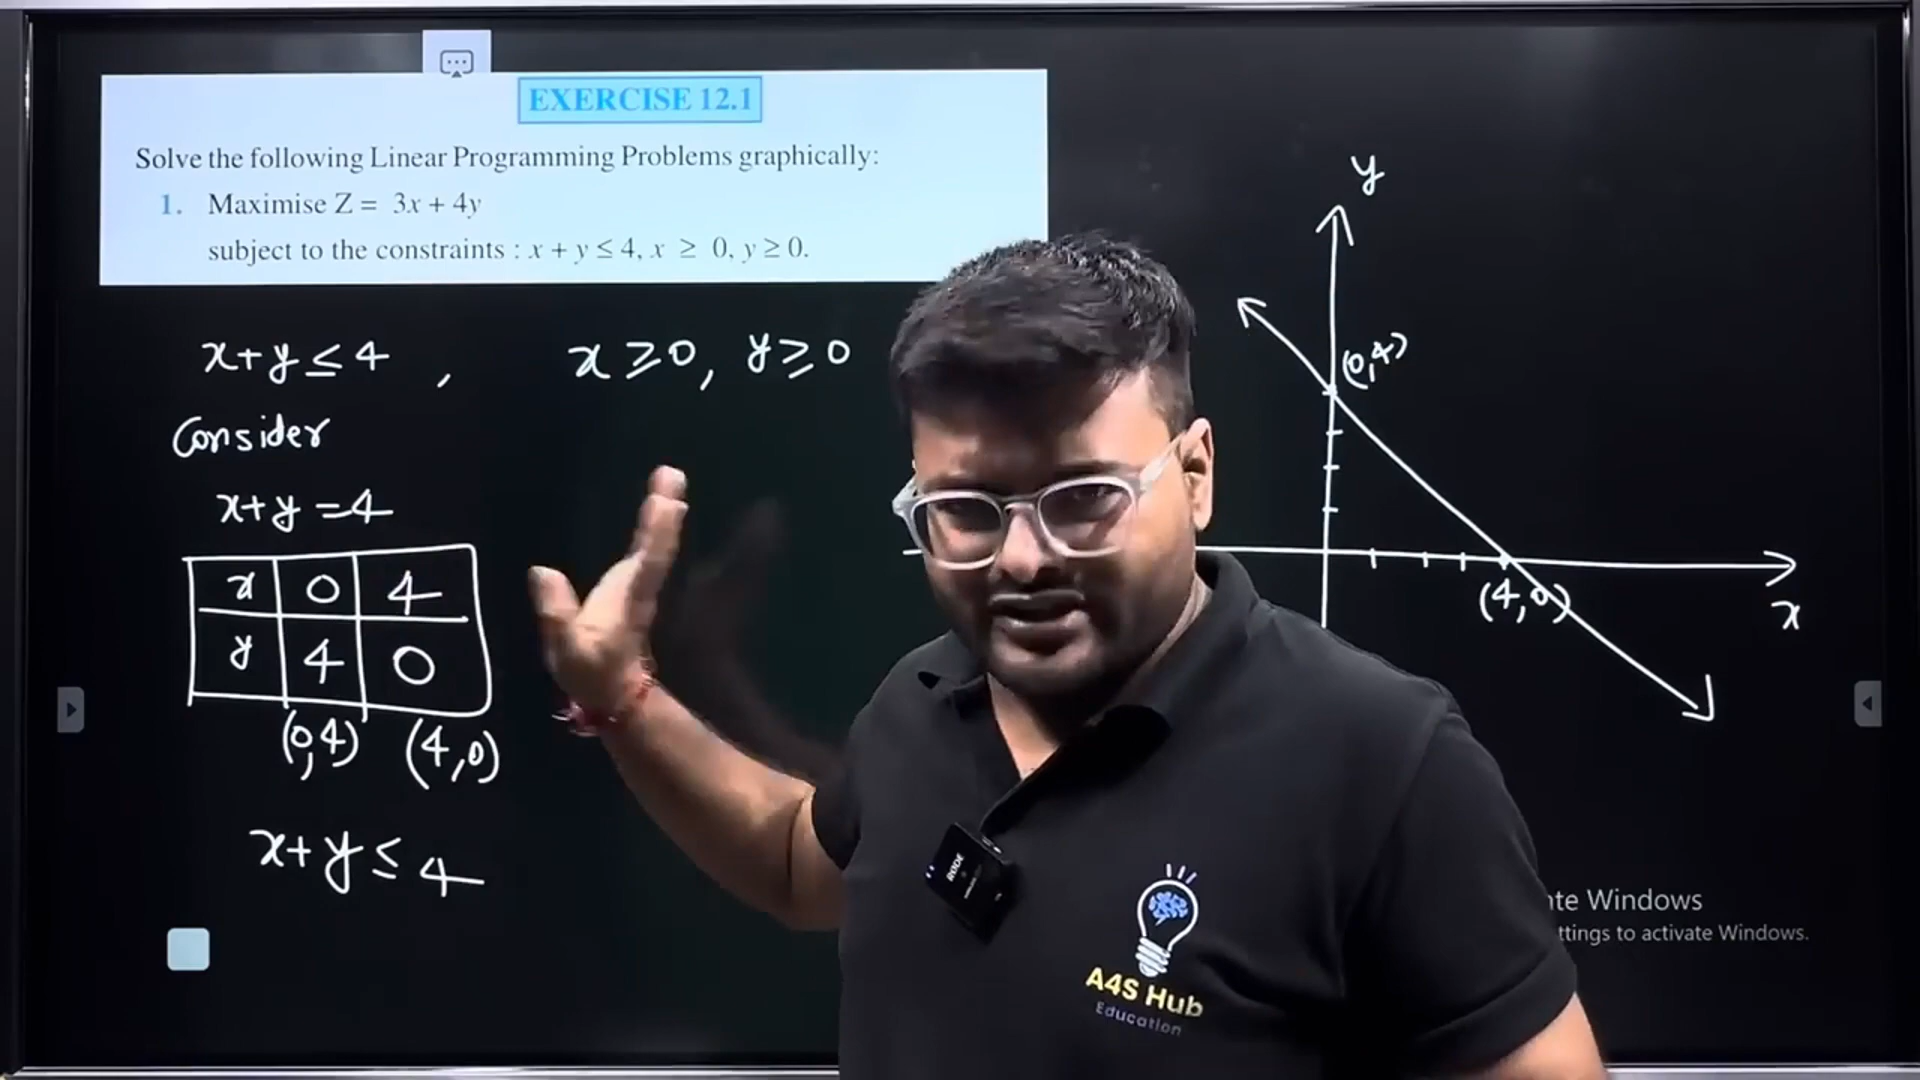 EXERCISE 12.1
Solve the following Linear Programming Problems graphically:
1. Maximise Z = 3x + 4y
subject to the constraints : x + y ≤ 4, x ≥ 0, y ≥ 0.
x+y≤4, x≥0, y≥0
Consider
x+y=4
x 0 4
y 4 0
(0,4) (4,0)
x+y≤4
y
(0,4)
(4,0)
x
RODE
A4S Hub
Education
te Windows
ttings to activate Windows.